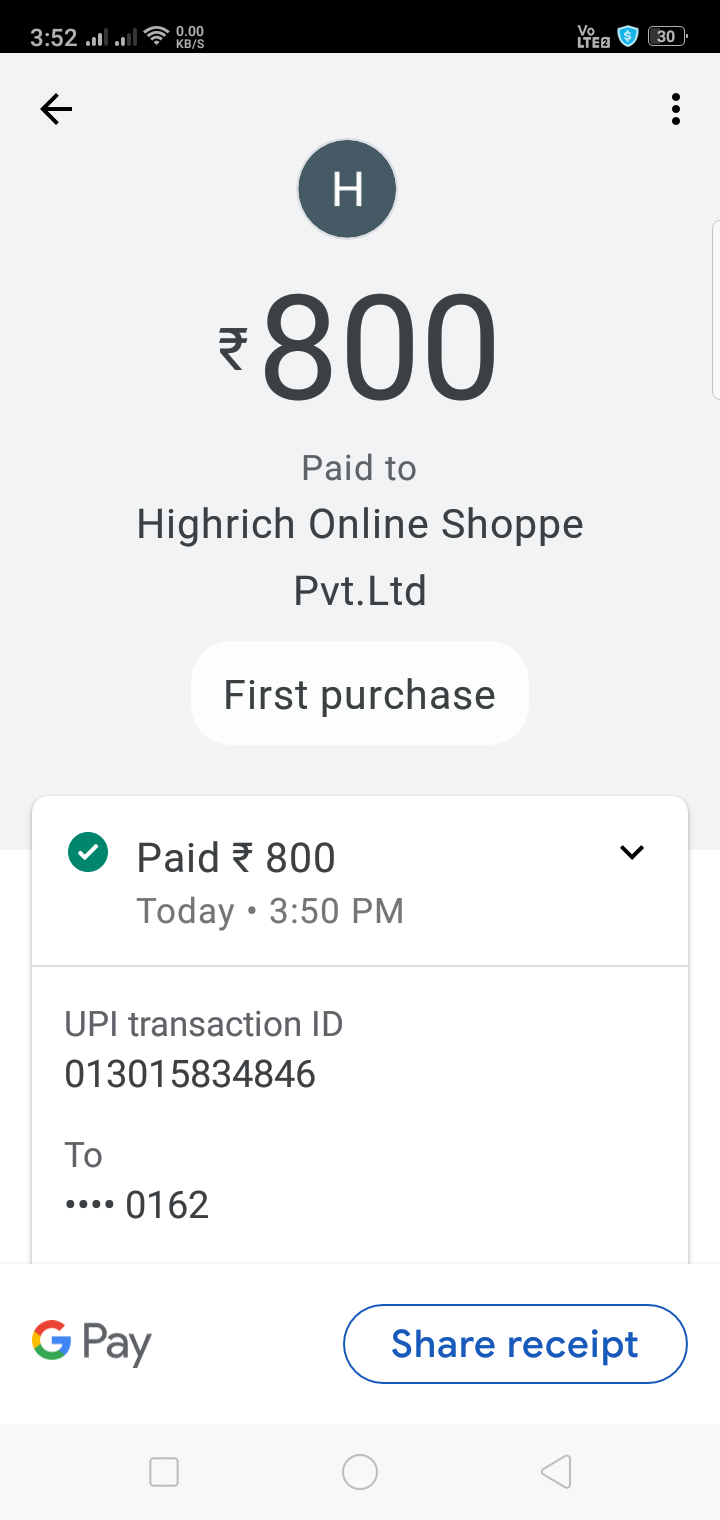 3:52 0.00 KB/S Vo LTE2 30
H
₹800
Paid to
Highrich Online Shoppe
Pvt.Ltd
First purchase
Paid ₹ 800
Today • 3:50 PM
UPI transaction ID
013015834846
To
•••• 0162
G Pay Share receipt